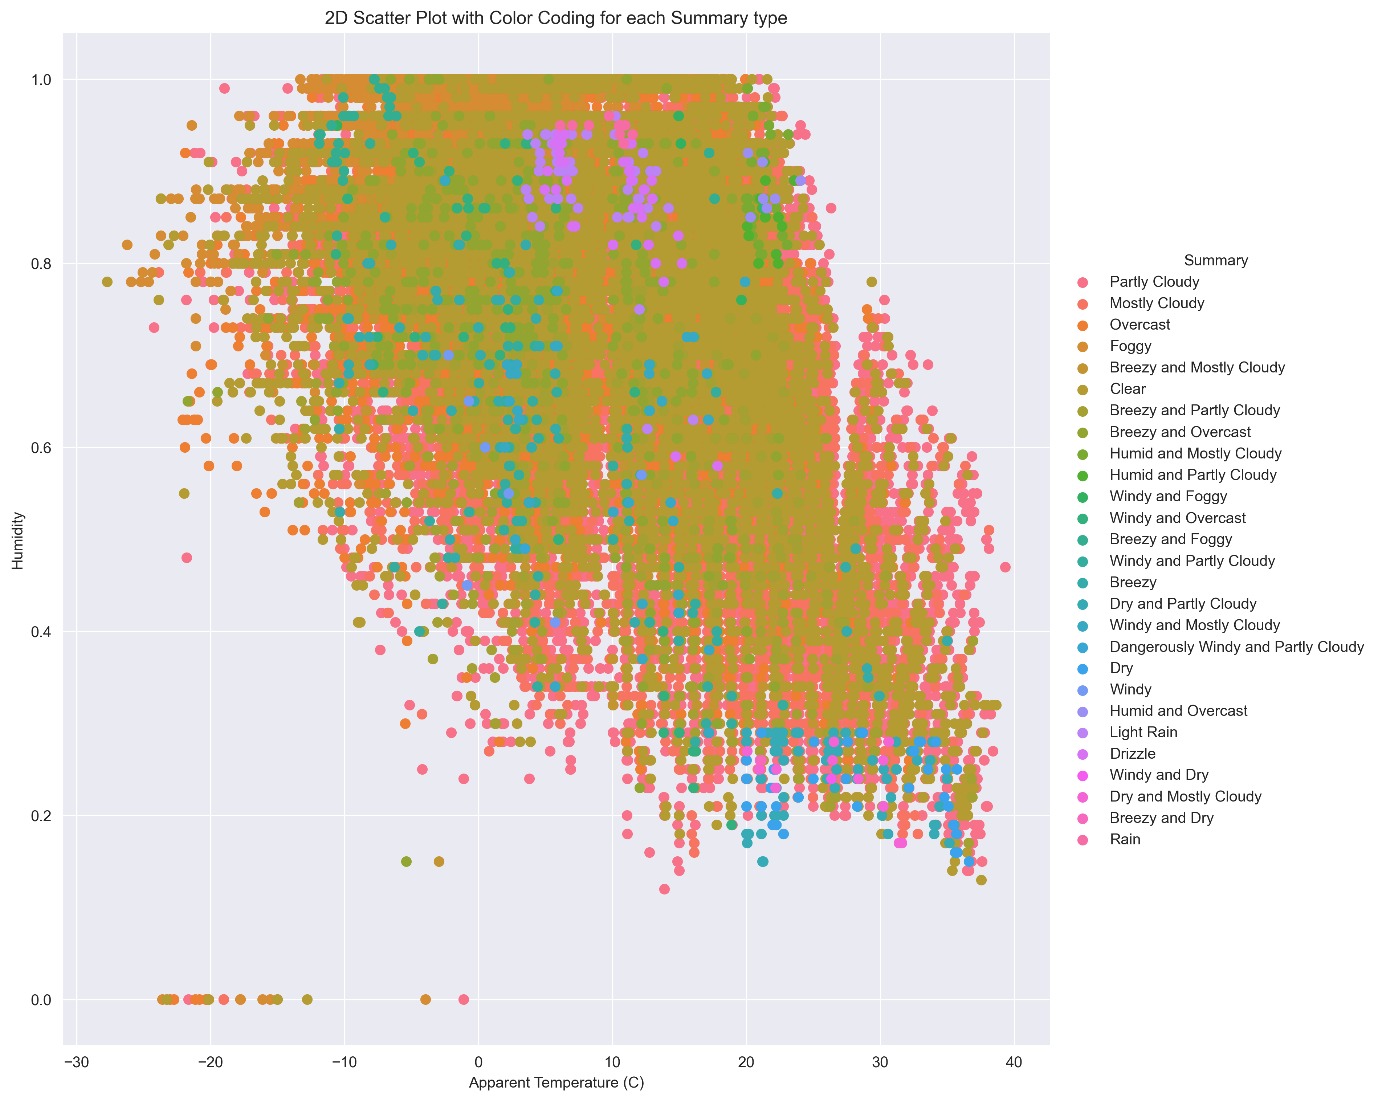 2D Scatter Plot with Color Coding for each Summary type
1.0
0.8
0.6
0.4
0.2
0.0
Humidity
−30
−20
−10
0
10
20
30
40
Apparent Temperature (C)
Summary
Partly Cloudy
Mostly Cloudy
Overcast
Foggy
Breezy and Mostly Cloudy
Clear
Breezy and Partly Cloudy
Breezy and Overcast
Humid and Mostly Cloudy
Humid and Partly Cloudy
Windy and Foggy
Windy and Overcast
Breezy and Foggy
Windy and Partly Cloudy
Breezy
Dry and Partly Cloudy
Windy and Mostly Cloudy
Dangerously Windy and Partly Cloudy
Dry
Windy
Humid and Overcast
Light Rain
Drizzle
Windy and Dry
Dry and Mostly Cloudy
Breezy and Dry
Rain